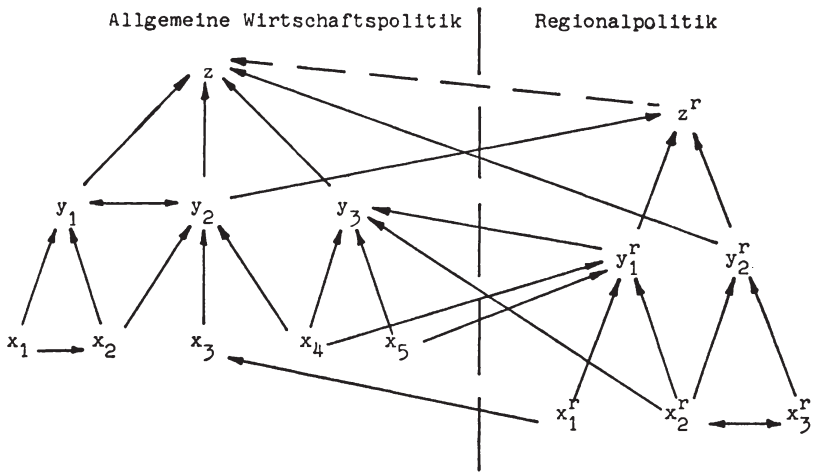 Allgemeine Wirtschaftspolitik Regionalpolitik
z
z^r
y_1 y_2 y_3
y_1^r y_2^r
x_1 x_2 x_3 x_4 x_5
x_1^r x_2^r x_3^r